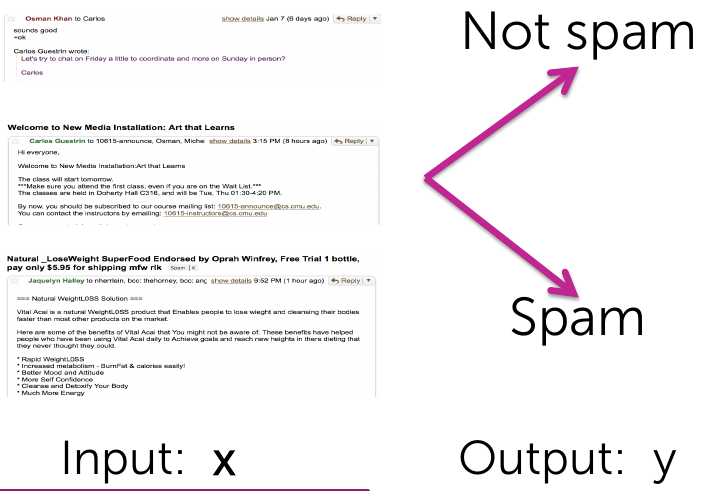 Osman Khan to Carlos show details Jan 7 (6 days ago) Reply
sounds good
+ok
Carlos Guestrin wrote:
Let's try to chat on Friday a little to coordinate and more on Sunday in person?
Carlos
Welcome to New Media Installation: Art that Learns
Carlos Guestrin to 10615-announce, Osman, Michel show details 3:15 PM (8 hours ago) Reply
Hi everyone,
Welcome to New Media Installation:Art that Learns
The class will start tomorrow.
***Make sure you attend the first class, even if you are on the Wait List.***
The classes are held in Doherty Hall C316, and will be Tue, Thu 01:30-4:20 PM.
By now, you should be subscribed to our course mailing list: 10615-announce@cs.cmu.edu.
You can contact the instructors by emailing: 10615-instructors@cs.cmu.edu
Natural _LoseWeight SuperFood Endorsed by Oprah Winfrey, Free Trial 1 bottle,
pay only $5.95 for shipping mfw rlk Spam | X
Jaquelyn Halley to nherrlein, bcc: thehorney, bcc: ang show details 9:52 PM (1 hour ago) Reply
=== Natural WeightL0SS Solution ===
Vital Acai is a natural WeightL0SS product that Enables people to lose wieght and cleansing their bodies
faster than most other products on the market.
Here are some of the benefits of Vital Acai that You might not be aware of. These benefits have helped
people who have been using Vital Acai daily to Achieve goals and reach new heights in there dieting that
they never thought they could.
* Rapid WeightL0SS
* Increased metabolism - BurnFat & calories easily!
* Better Mood and Attitude
* More Self Confidence
* Cleanse and Detoxify Your Body
* Much More Energy
Not spam
Spam
Input: x
Output: y